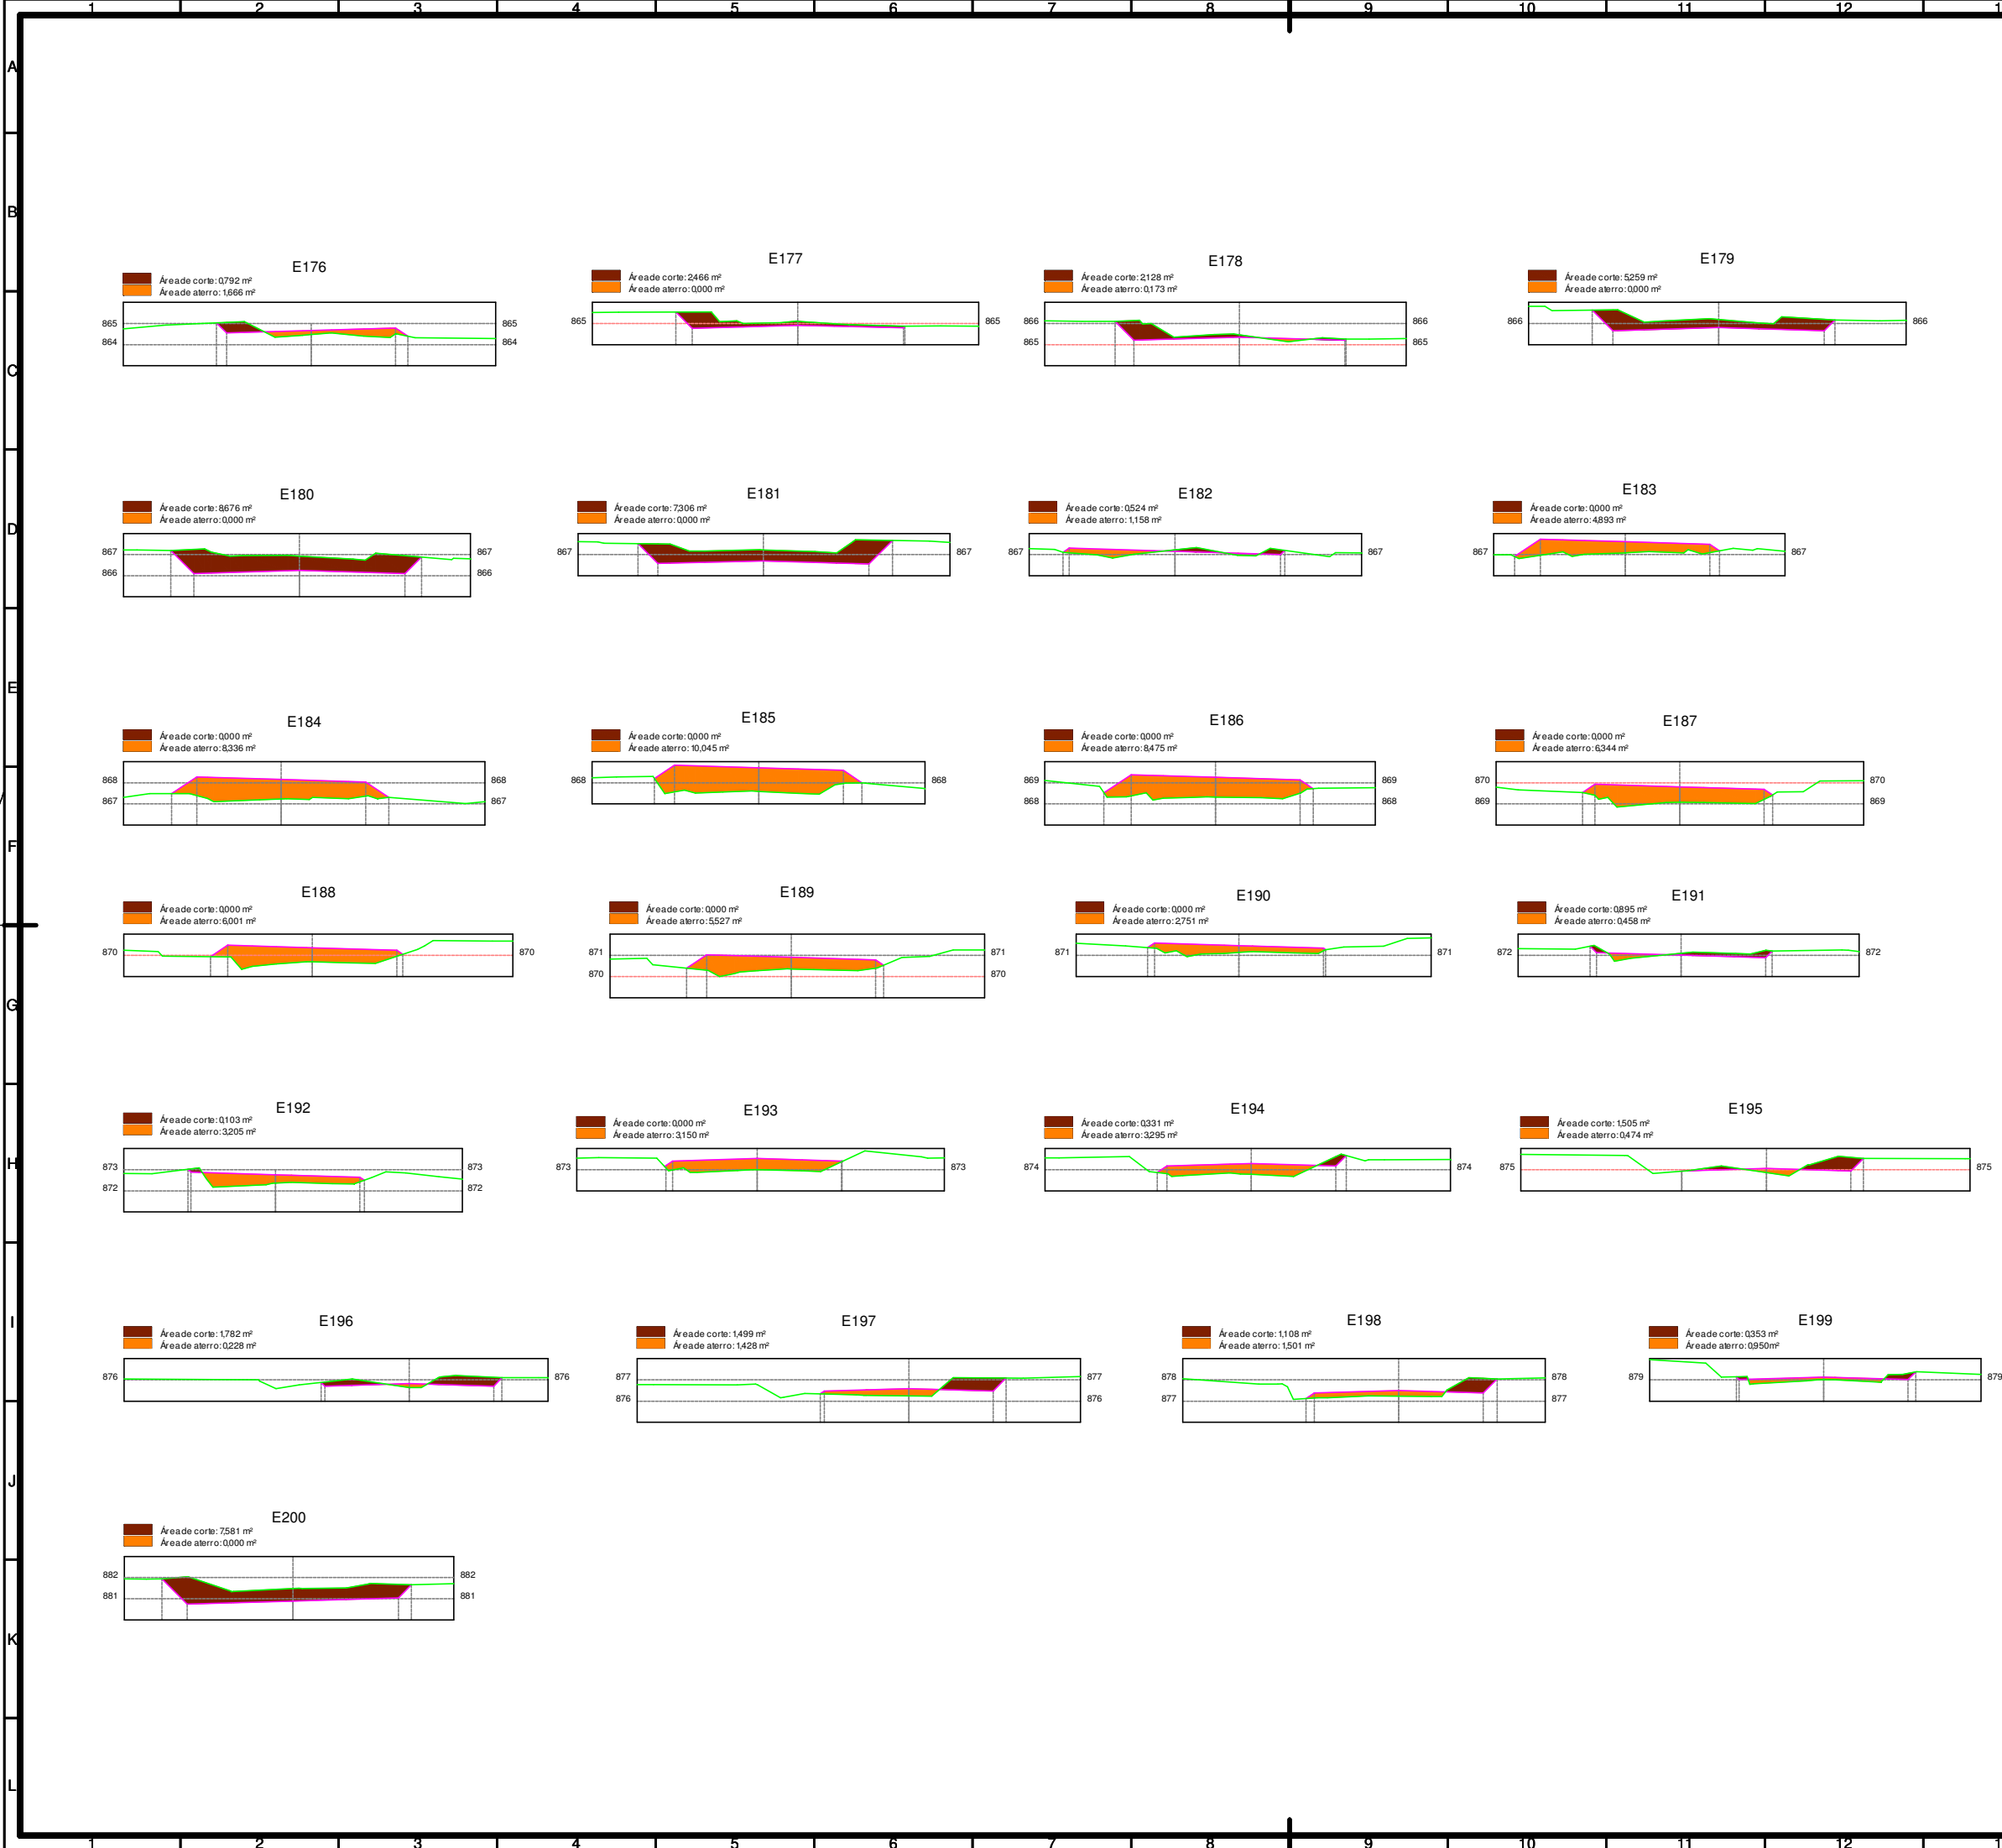 1 2 3 4 5 6 7 8 9 10 11 12 1
A
B
E176
Área de corte: 0,792 m²
Área de aterro: 1,666 m²
865 865
864 864
E177
Área de corte: 2,466 m²
Área de aterro: 0,000 m²
865 865
E178
Área de corte: 2,128 m²
Área de aterro: 0,173 m²
866 866
865 865
E179
Área de corte: 5,259 m²
Área de aterro: 0,000 m²
866 866
C
D
E180
Área de corte: 8,676 m²
Área de aterro: 0,000 m²
867 867
866 866
E181
Área de corte: 7,306 m²
Área de aterro: 0,000 m²
867 867
E182
Área de corte: 0,524 m²
Área de aterro: 1,158 m²
867 867
E183
Área de corte: 0,000 m²
Área de aterro: 4,893 m²
867 867
E
E184
Área de corte: 0,000 m²
Área de aterro: 8,336 m²
868 868
867 867
E185
Área de corte: 0,000 m²
Área de aterro: 10,045 m²
868 868
E186
Área de corte: 0,000 m²
Área de aterro: 8,475 m²
869 869
868 868
E187
Área de corte: 0,000 m²
Área de aterro: 6,344 m²
870 870
869 869
F
E188
Área de corte: 0,000 m²
Área de aterro: 6,001 m²
870 870
E189
Área de corte: 0,000 m²
Área de aterro: 5,527 m²
871 871
870 870
E190
Área de corte: 0,000 m²
Área de aterro: 2,751 m²
871 871
E191
Área de corte: 0,895 m²
Área de aterro: 0,458 m²
872 872
G
H
E192
Área de corte: 0,103 m²
Área de aterro: 3,205 m²
873 873
872 872
E193
Área de corte: 0,000 m²
Área de aterro: 3,150 m²
873 873
E194
Área de corte: 0,331 m²
Área de aterro: 3,295 m²
874 874
E195
Área de corte: 1,505 m²
Área de aterro: 0,474 m²
875 875
I
E196
Área de corte: 1,782 m²
Área de aterro: 0,228 m²
876 876
E197
Área de corte: 1,499 m²
Área de aterro: 1,428 m²
877 877
876 876
E198
Área de corte: 1,108 m²
Área de aterro: 1,501 m²
878 878
877 877
E199
Área de corte: 0,353 m²
Área de aterro: 0,950 m²
879 879
J
E200
Área de corte: 7,581 m²
Área de aterro: 0,000 m²
882 882
881 881
K
L
1 2 3 4 5 6 7 8 9 10 11 12 1